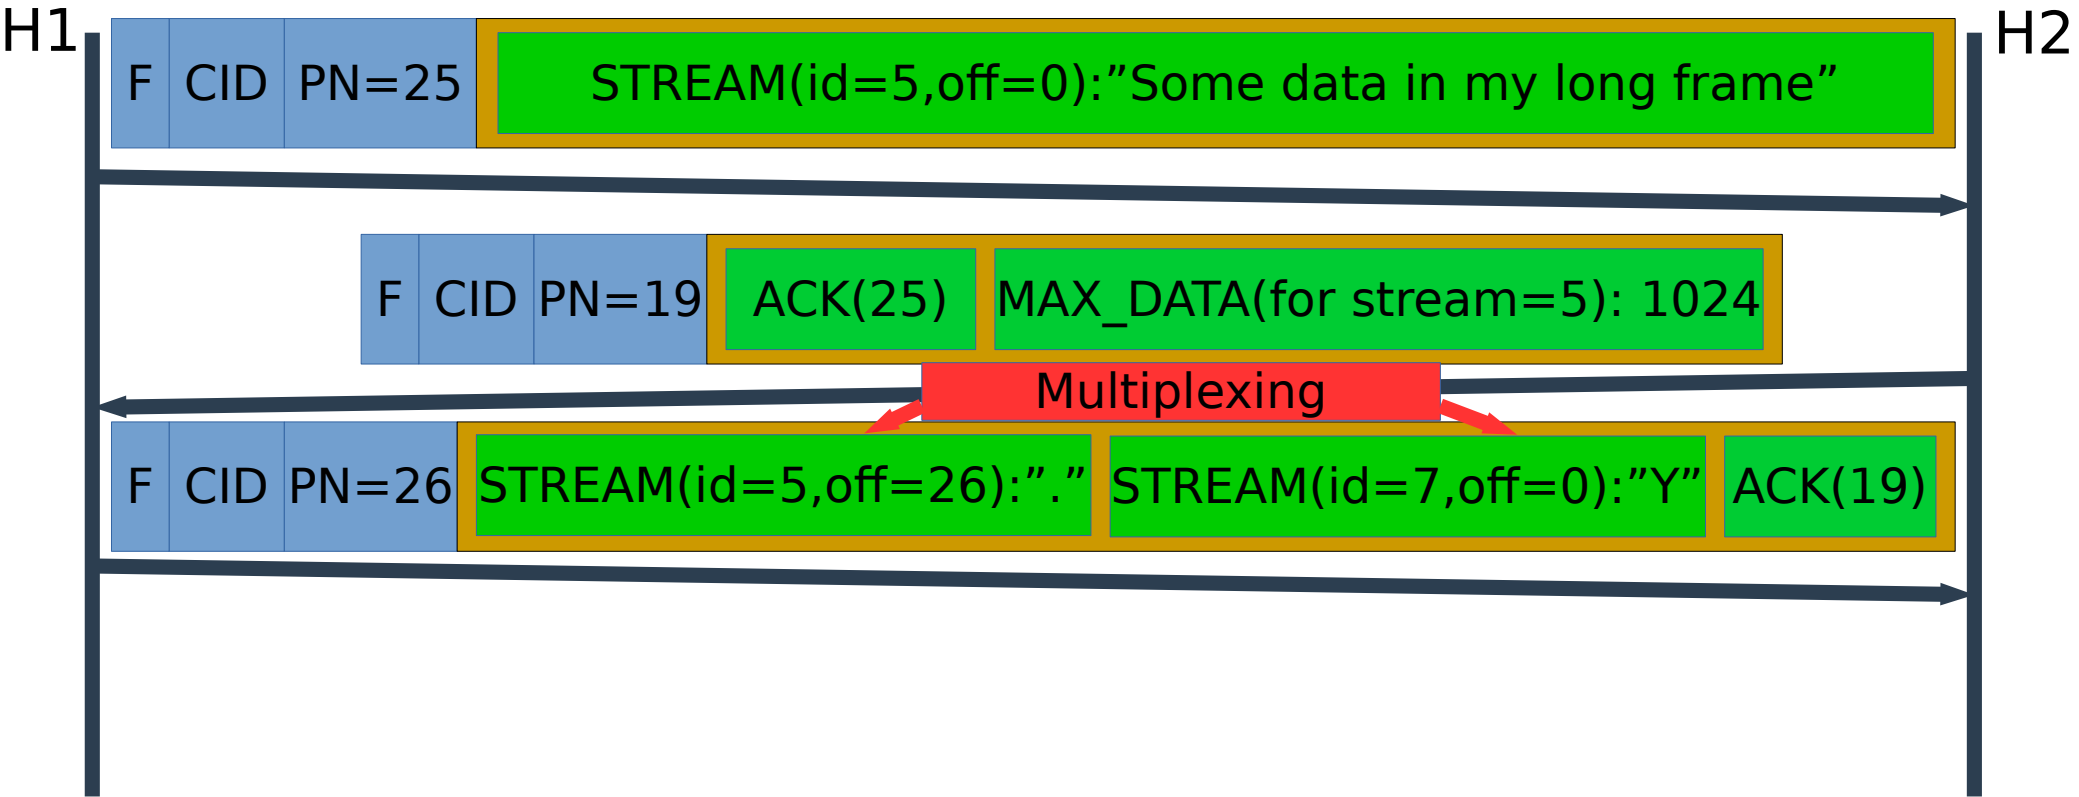 H1
H2
F CID PN=25 STREAM(id=5,off=0):”Some data in my long frame”
F CID PN=19 ACK(25) MAX_DATA(for stream=5): 1024
Multiplexing
F CID PN=26 STREAM(id=5,off=26):”.” STREAM(id=7,off=0):”Y” ACK(19)